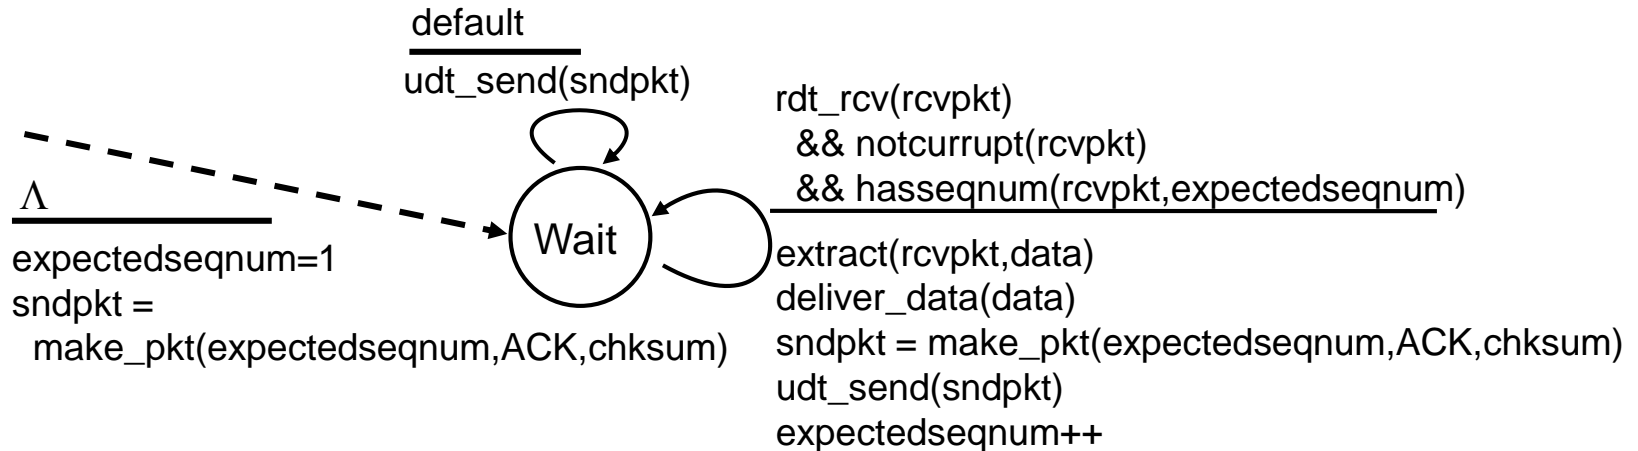 default
udt_send(sndpkt)
rdt_rcv(rcvpkt)
&& notcurrupt(rcvpkt)
&& hasseqnum(rcvpkt,expectedseqnum)
Λ
expectedseqnum=1
sndpkt =
make_pkt(expectedseqnum,ACK,chksum)
Wait
extract(rcvpkt,data)
deliver_data(data)
sndpkt = make_pkt(expectedseqnum,ACK,chksum)
udt_send(sndpkt)
expectedseqnum++